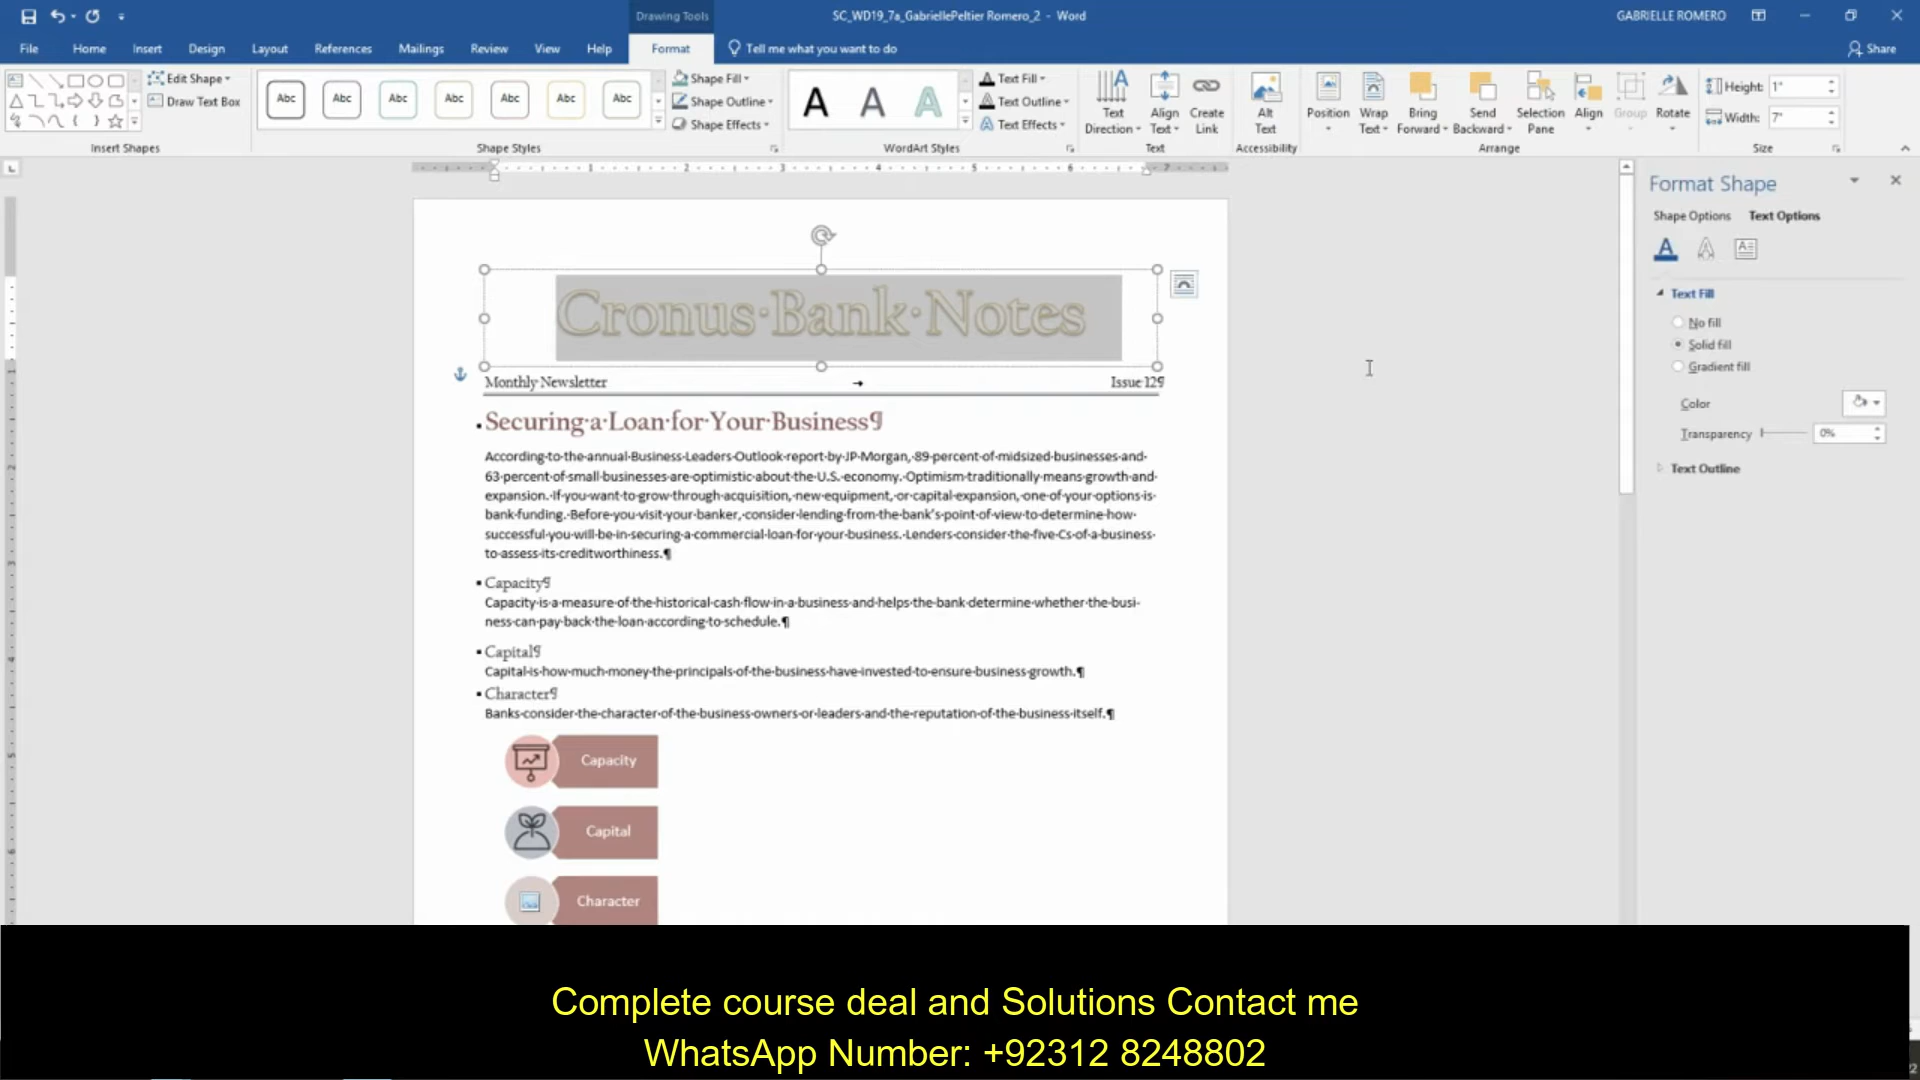 Drawing Tools
SC_WD19_7a_GabriellePeltier Romero_2 - Word
GABRIELLE ROMERO
File Home Insert Design Layout References Mailings Review View Help Format Tell me what you want to do
Share
Edit Shape
Draw Text Box
Insert Shapes
Abc Abc Abc Abc Abc Abc Abc
Shape Styles
Shape Fill
Shape Outline
Shape Effects
A A A
WordArt Styles
Text Fill
Text Outline
Text Effects
Text Direction
Align Text
Create Link
Text
Alt Text
Accessibility
Position
Wrap Text
Bring Forward
Send Backward
Selection Pane
Align
Group
Rotate
Arrange
Height: 1"
Width: 7"
Size
1 2 3 4 5 6 7
Cronus·Bank·Notes
Monthly Newsletter → Issue·12¶
Securing·a·Loan·for·Your·Business¶
According·to·the·annual·Business·Leaders·Outlook·report·by·JP·Morgan,·89·percent·of·midsized·businesses·and·
63·percent·of·small·businesses·are·optimistic·about·the·U.S.·economy.·Optimism·traditionally·means·growth·and·
expansion.·If·you·want·to·grow·through·acquisition,·new·equipment,·or·capital·expansion,·one·of·your·options·is·
bank·funding.·Before·you·visit·your·banker,·consider·lending·from·the·bank's·point·of·view·to·determine·how·
successful·you·will·be·in·securing·a·commercial·loan·for·your·business.·Lenders·consider·the·five·Cs·of·a·business·
to·assess·its·creditworthiness.¶
Capacity¶
Capacity·is·a·measure·of·the·historical·cash·flow·in·a·business·and·helps·the·bank·determine·whether·the·busi-
ness·can·pay·back·the·loan·according·to·schedule.¶
Capital¶
Capital·is·how·much·money·the·principals·of·the·business·have·invested·to·ensure·business·growth.¶
Character¶
Banks·consider·the·character·of·the·business·owners·or·leaders·and·the·reputation·of·the·business·itself.¶
Capacity
Capital
Character
Format Shape
Shape Options Text Options
Text Fill
No fill
Solid fill
Gradient fill
Color
Transparency 0%
Text Outline
Complete course deal and Solutions Contact me
WhatsApp Number: +92312 8248802